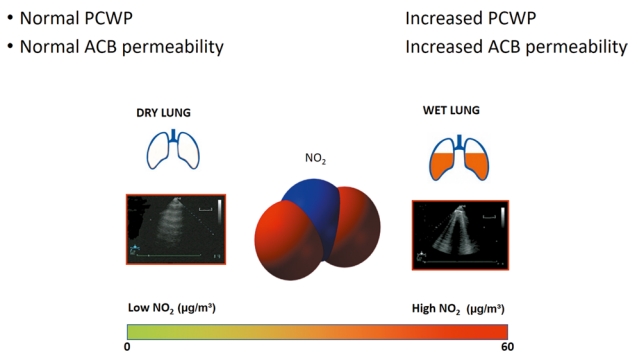 • Normal PCWP
• Normal ACB permeability
Increased PCWP
Increased ACB permeability
DRY LUNG
WET LUNG
NO₂
Low NO₂ (μg/m³)
High NO₂ (μg/m³)
0
60